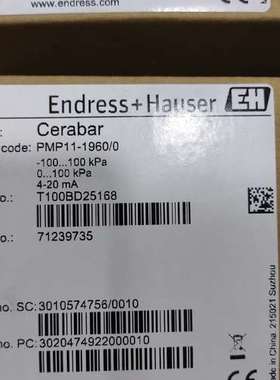 www.endress.com
Endress+Hauser EH
: Cerabar
code: PMP11-1960/0
-100...100 kPa
0...100 kPa
4-20 mA
o.: T100BD25168
o.: 71239735
no. SC: 3010574756/0010
no. PC: 3020474922000010
Made in China, 215021 Suzhou
CE